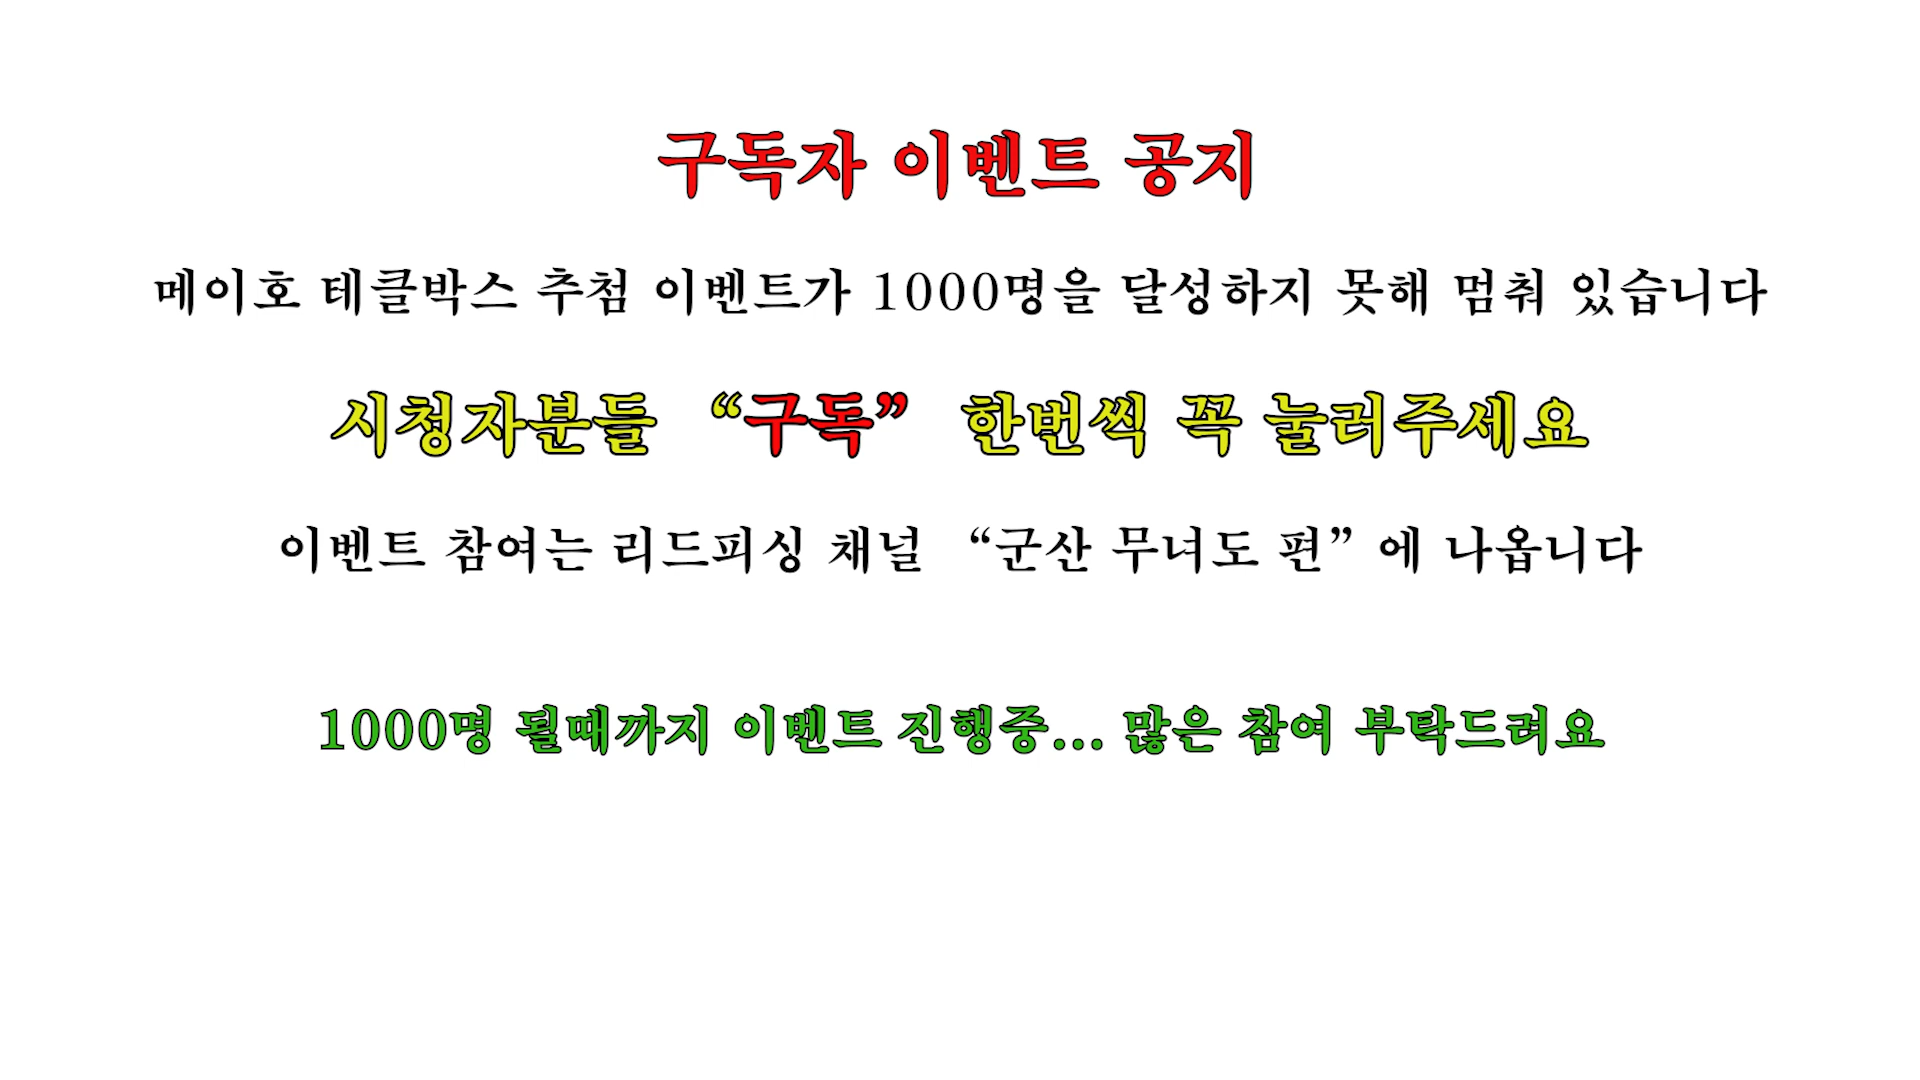 구독자 이벤트 공지
메이호 테클박스 추첨 이벤트가 1000명을 달성하지 못해 멈춰 있습니다
시청자분들 “구독” 한번씩 꼭 눌러주세요
이벤트 참여는 리드피싱 채널 “군산 무녀도 편”에 나옵니다
1000명 될때까지 이벤트 진행중... 많은 참여 부탁드려요